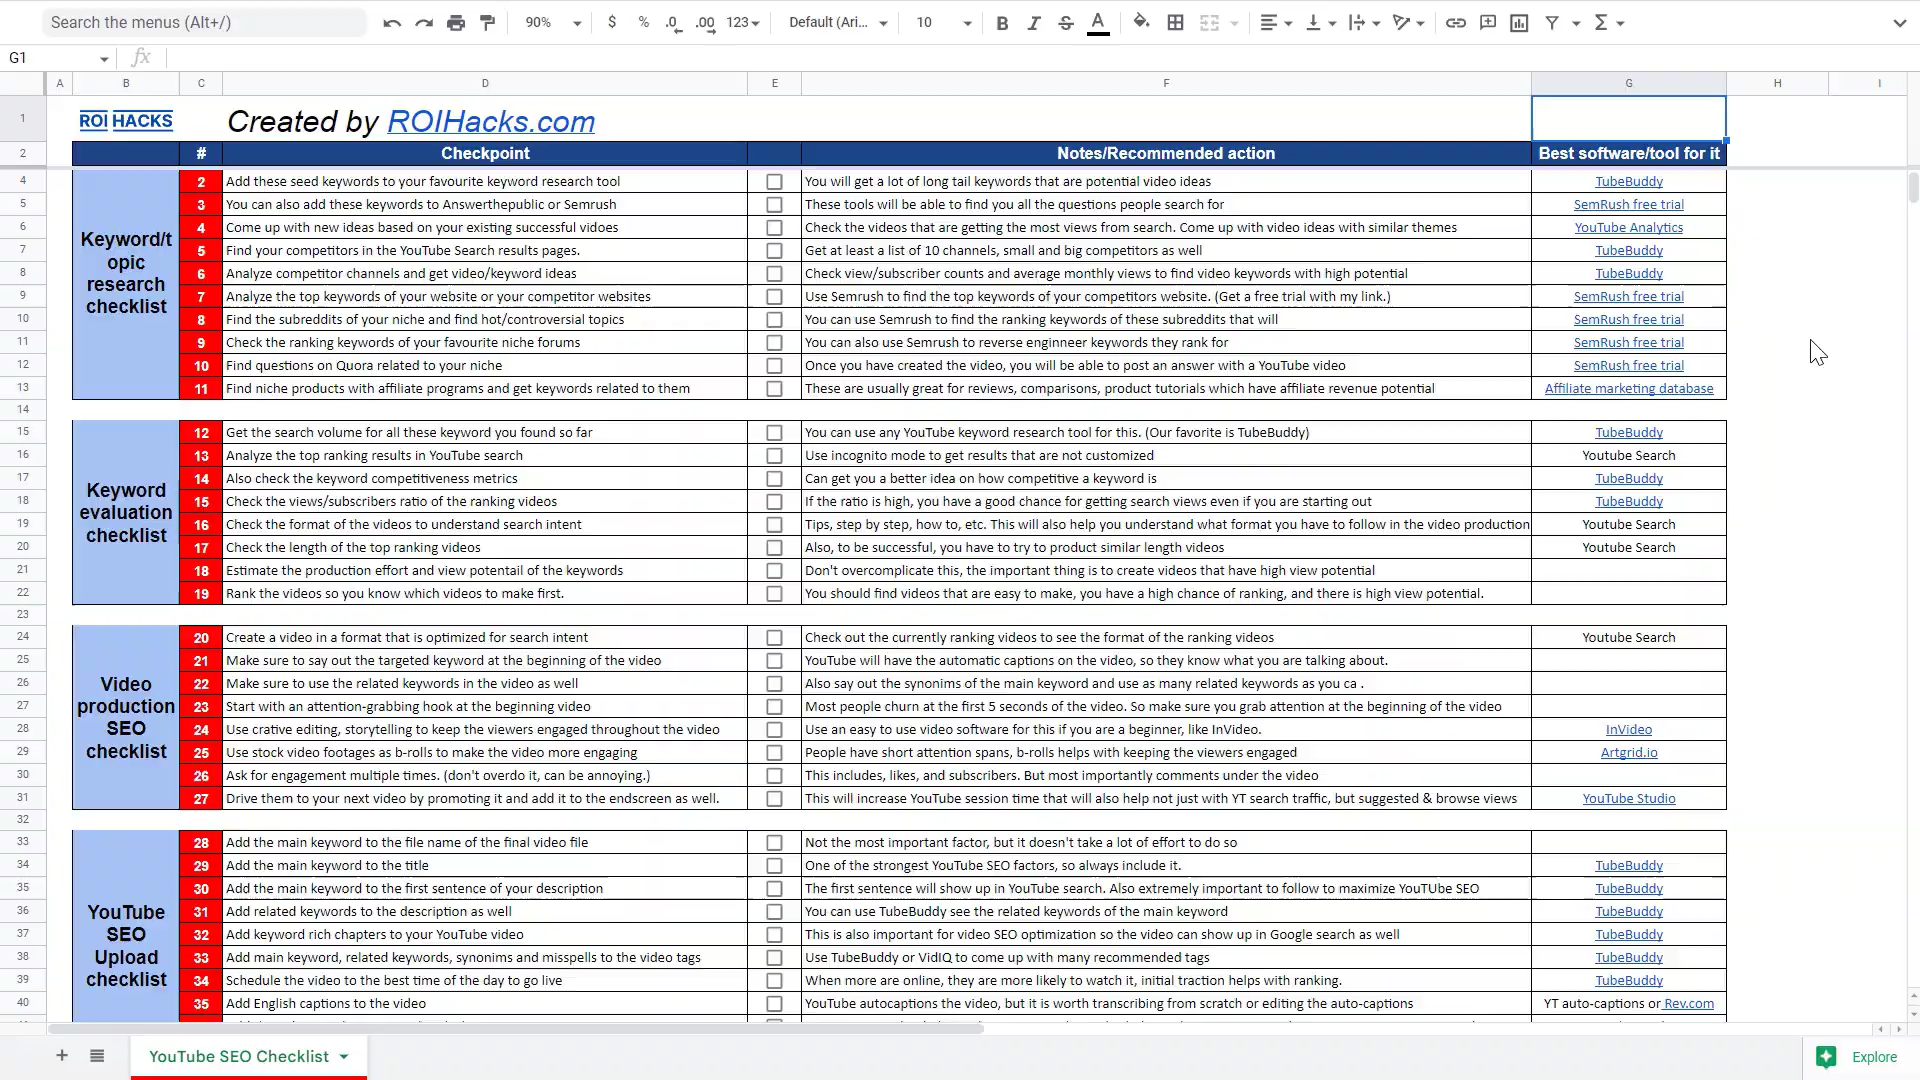 Search the menus (Alt+/)
90%
$ % .0 .00 123
Default (Ari...
10
B I S A
G1
fx
A B C D E F G H I
1 ROI HACKS Created by ROIHacks.com
2 # Checkpoint Notes/Recommended action Best software/tool for it
Keyword/t
opic
research
checklist
4 2 Add these seed keywords to your favourite keyword research tool You will get a lot of long tail keywords that are potential video ideas TubeBuddy
5 3 You can also add these keywords to Answerthepublic or Semrush These tools will be able to find you all the questions people search for SemRush free trial
6 4 Come up with new ideas based on your existing successful vidoes Check the videos that are getting the most views from search. Come up with video ideas with similar themes YouTube Analytics
7 5 Find your competitors in the YouTube Search results pages. Get at least a list of 10 channels, small and big competitors as well TubeBuddy
8 6 Analyze competitor channels and get video/keyword ideas Check view/subscriber counts and average monthly views to find video keywords with high potential TubeBuddy
9 7 Analyze the top keywords of your website or your competitor websites Use Semrush to find the top keywords of your competitors website. (Get a free trial with my link.) SemRush free trial
10 8 Find the subreddits of your niche and find hot/controversial topics You can use Semrush to find the ranking keywords of these subreddits that will SemRush free trial
11 9 Check the ranking keywords of your favourite niche forums You can also use Semrush to reverse enginneer keywords they rank for SemRush free trial
12 10 Find questions on Quora related to your niche Once you have created the video, you will be able to post an answer with a YouTube video SemRush free trial
13 11 Find niche products with affiliate programs and get keywords related to them These are usually great for reviews, comparisons, product tutorials which have affiliate revenue potential Affiliate marketing database
14
Keyword
evaluation
checklist
15 12 Get the search volume for all these keyword you found so far You can use any YouTube keyword research tool for this. (Our favorite is TubeBuddy) TubeBuddy
16 13 Analyze the top ranking results in YouTube search Use incognito mode to get results that are not customized Youtube Search
17 14 Also check the keyword competitiveness metrics Can get you a better idea on how competitive a keyword is TubeBuddy
18 15 Check the views/subscribers ratio of the ranking videos If the ratio is high, you have a good chance for getting search views even if you are starting out TubeBuddy
19 16 Check the format of the videos to understand search intent Tips, step by step, how to, etc. This will also help you understand what format you have to follow in the video production Youtube Search
20 17 Check the length of the top ranking videos Also, to be successful, you have to try to product similar length videos Youtube Search
21 18 Estimate the production effort and view potentail of the keywords Don't overcomplicate this, the important thing is to create videos that have high view potential
22 19 Rank the videos so you know which videos to make first. You should find videos that are easy to make, you have a high chance of ranking, and there is high view potential.
23
Video
production
SEO
checklist
24 20 Create a video in a format that is optimized for search intent Check out the currently ranking videos to see the format of the ranking videos Youtube Search
25 21 Make sure to say out the targeted keyword at the beginning of the video YouTube will have the automatic captions on the video, so they know what you are talking about.
26 22 Make sure to use the related keywords in the video as well Also say out the synonims of the main keyword and use as many related keywords as you ca .
27 23 Start with an attention-grabbing hook at the beginning video Most people churn at the first 5 seconds of the video. So make sure you grab attention at the beginning of the video
28 24 Use crative editing, storytelling to keep the viewers engaged throughout the video Use an easy to use video software for this if you are a beginner, like InVideo. InVideo
29 25 Use stock video footages as b-rolls to make the video more engaging People have short attention spans, b-rolls helps with keeping the viewers engaged Artgrid.io
30 26 Ask for engagement multiple times. (don't overdo it, can be annoying.) This includes, likes, and subscribers. But most importantly comments under the video
31 27 Drive them to your next video by promoting it and add it to the endscreen as well. This will increase YouTube session time that will also help not just with YT search traffic, but suggested & browse views YouTube Studio
32
YouTube
SEO
Upload
checklist
33 28 Add the main keyword to the file name of the final video file Not the most important factor, but it doesn't take a lot of effort to do so
34 29 Add the main keyword to the title One of the strongest YouTube SEO factors, so always include it. TubeBuddy
35 30 Add the main keyword to the first sentence of your description The first sentence will show up in YouTube search. Also extremely important to follow to maximize YouTUbe SEO TubeBuddy
36 31 Add related keywords to the description as well You can use TubeBuddy see the related keywords of the main keyword TubeBuddy
37 32 Add keyword rich chapters to your YouTube video This is also important for video SEO optimization so the video can show up in Google search as well TubeBuddy
38 33 Add main keyword, related keywords, synonims and misspells to the video tags Use TubeBuddy or VidIQ to come up with many recommended tags TubeBuddy
39 34 Schedule the video to the best time of the day to go live When more are online, they are more likely to watch it, initial traction helps with ranking. TubeBuddy
40 35 Add English captions to the video YouTube autocaptions the video, but it is worth transcribing from scratch or editing the auto-captions YT auto-captions or Rev.com
YouTube SEO Checklist
Explore